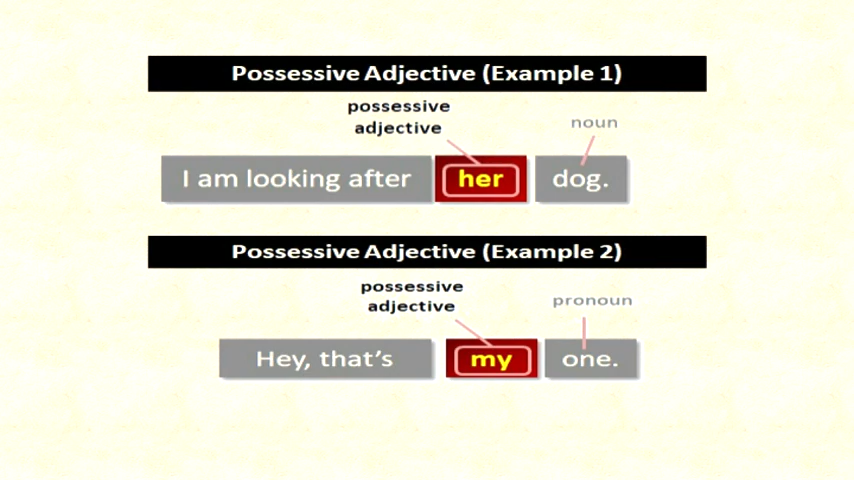 Possessive Adjective (Example 1)
possessive
adjective
noun
I am looking after her dog.
Possessive Adjective (Example 2)
possessive
adjective
pronoun
Hey, that's my one.